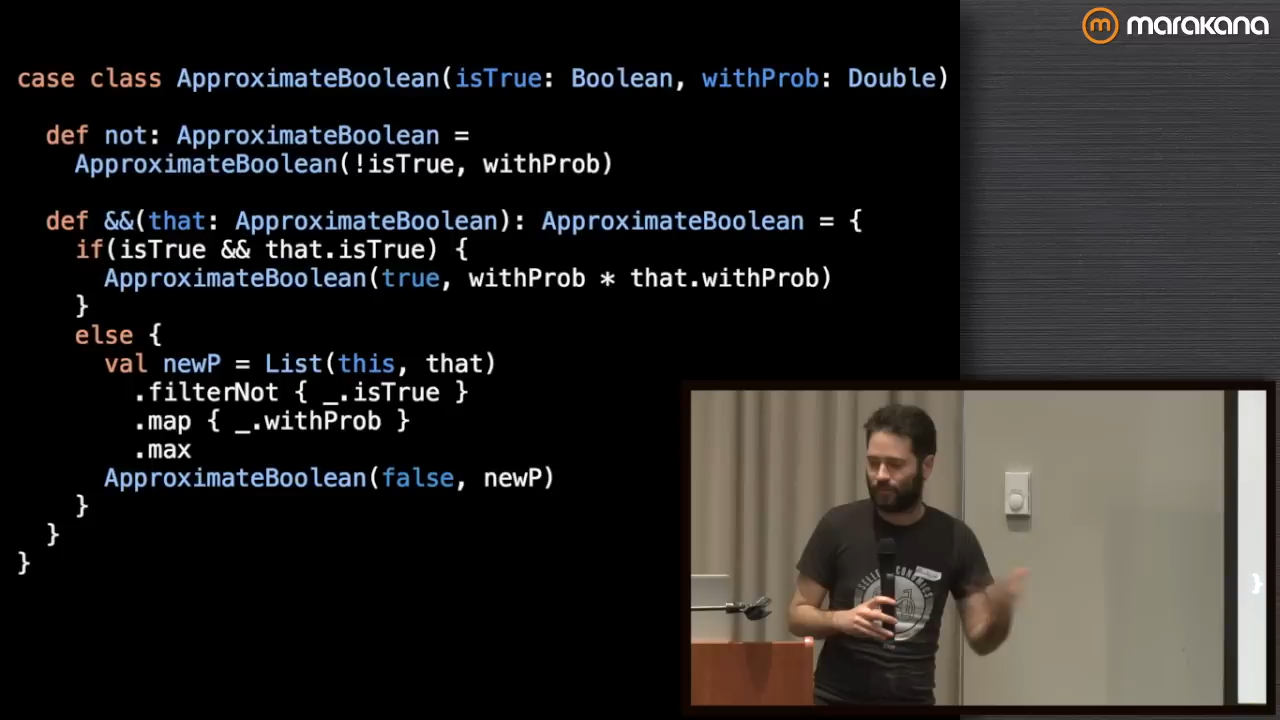 marakana
case class ApproximateBoolean(isTrue: Boolean, withProb: Double)
def not: ApproximateBoolean =
ApproximateBoolean(!isTrue, withProb)
def &&(that: ApproximateBoolean): ApproximateBoolean = {
if(isTrue && that.isTrue) {
ApproximateBoolean(true, withProb * that.withProb)
}
else {
val newP = List(this, that)
.filterNot { _.isTrue }
.map { _.withProb }
.max
ApproximateBoolean(false, newP)
}
}
}